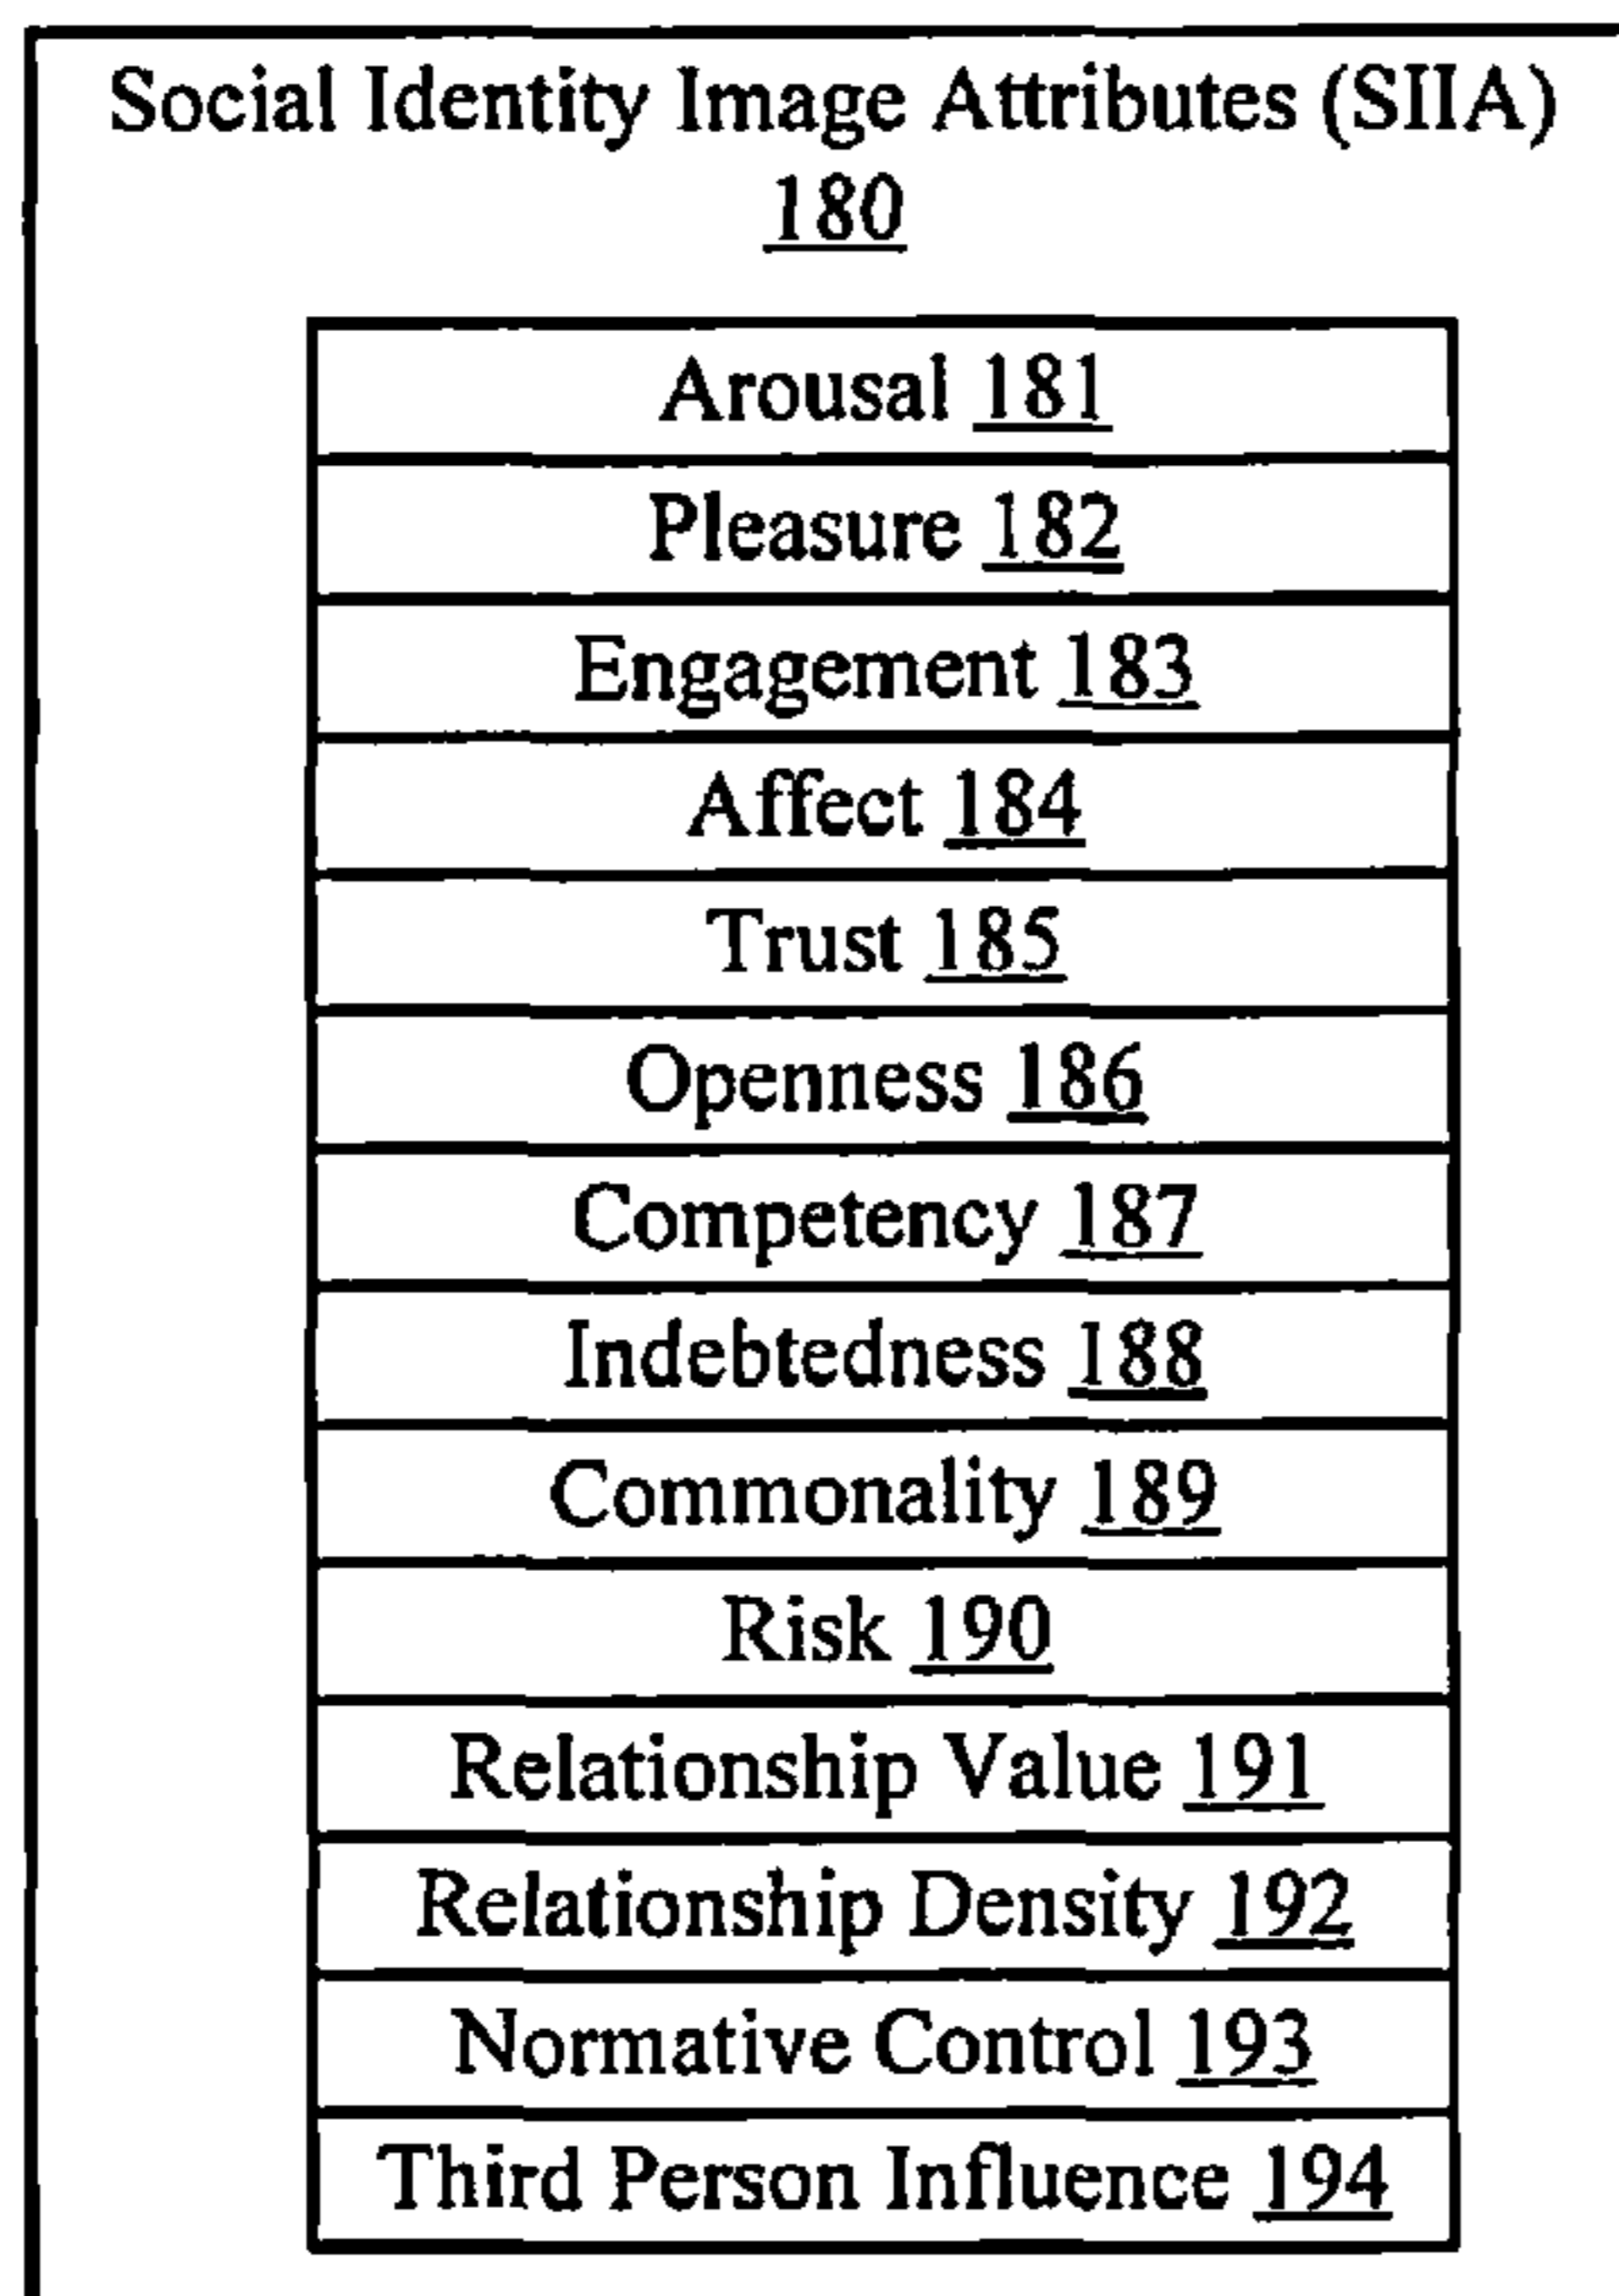 Social Identity Image Attributes (SIIA)
180
Arousal 181
Pleasure 182
Engagement 183
Affect 184
Trust 185
Openness 186
Competency 187
Indebtedness 188
Commonality 189
Risk 190
Relationship Value 191
Relationship Density 192
Normative Control 193
Third Person Influence 194